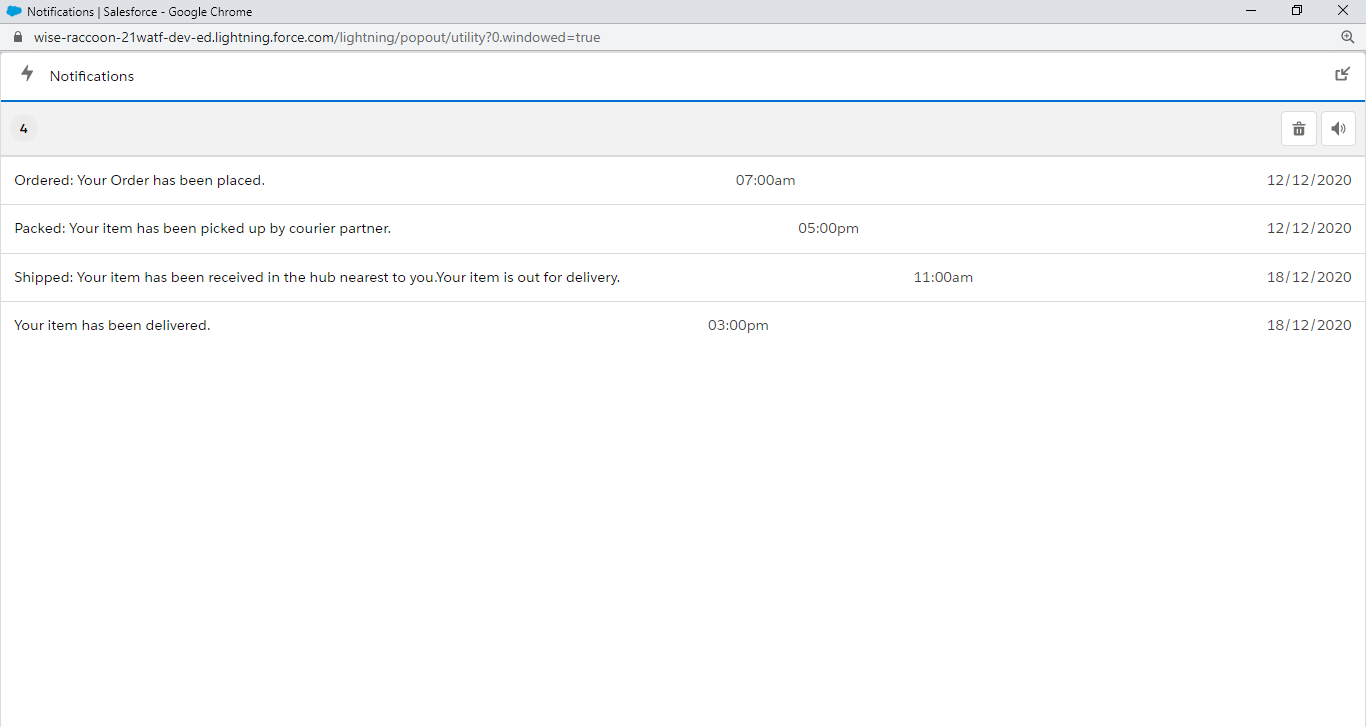 Notifications | Salesforce - Google Chrome
wise-raccoon-21watf-dev-ed.lightning.force.com/lightning/popout/utility?0.windowed=true
Notifications
4
Ordered: Your Order has been placed. 07:00am 12/12/2020
Packed: Your item has been picked up by courier partner. 05:00pm 12/12/2020
Shipped: Your item has been received in the hub nearest to you.Your item is out for delivery. 11:00am 18/12/2020
Your item has been delivered. 03:00pm 18/12/2020